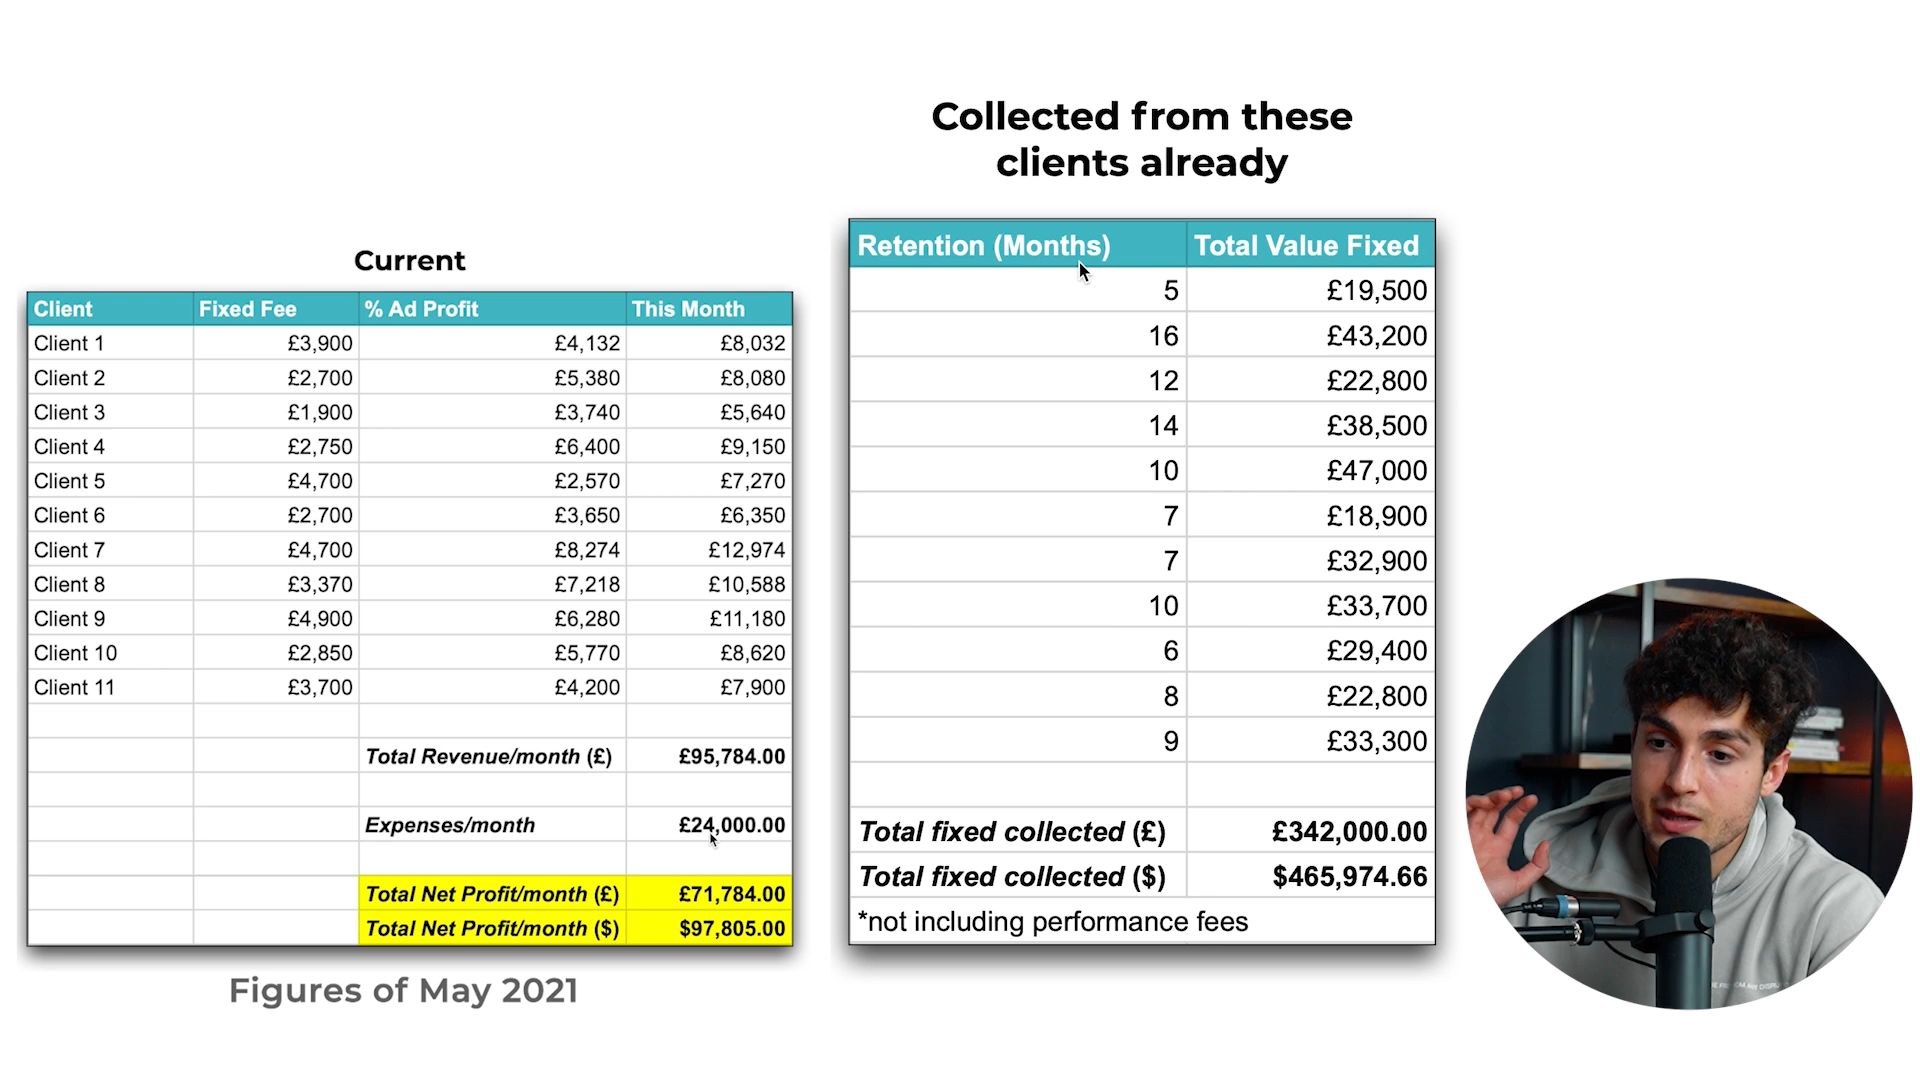 Collected from these
clients already
Current
Client Fixed Fee % Ad Profit This Month
Client 1 £3,900 £4,132 £8,032
Client 2 £2,700 £5,380 £8,080
Client 3 £1,900 £3,740 £5,640
Client 4 £2,750 £6,400 £9,150
Client 5 £4,700 £2,570 £7,270
Client 6 £2,700 £3,650 £6,350
Client 7 £4,700 £8,274 £12,974
Client 8 £3,370 £7,218 £10,588
Client 9 £4,900 £6,280 £11,180
Client 10 £2,850 £5,770 £8,620
Client 11 £3,700 £4,200 £7,900
Total Revenue/month (£) £95,784.00
Expenses/month £24,000.00
Total Net Profit/month (£) £71,784.00
Total Net Profit/month ($) $97,805.00
Figures of May 2021
Retention (Months) Total Value Fixed
5 £19,500
16 £43,200
12 £22,800
14 £38,500
10 £47,000
7 £18,900
7 £32,900
10 £33,700
6 £29,400
8 £22,800
9 £33,300
Total fixed collected (£) £342,000.00
Total fixed collected ($) $465,974.66
*not including performance fees